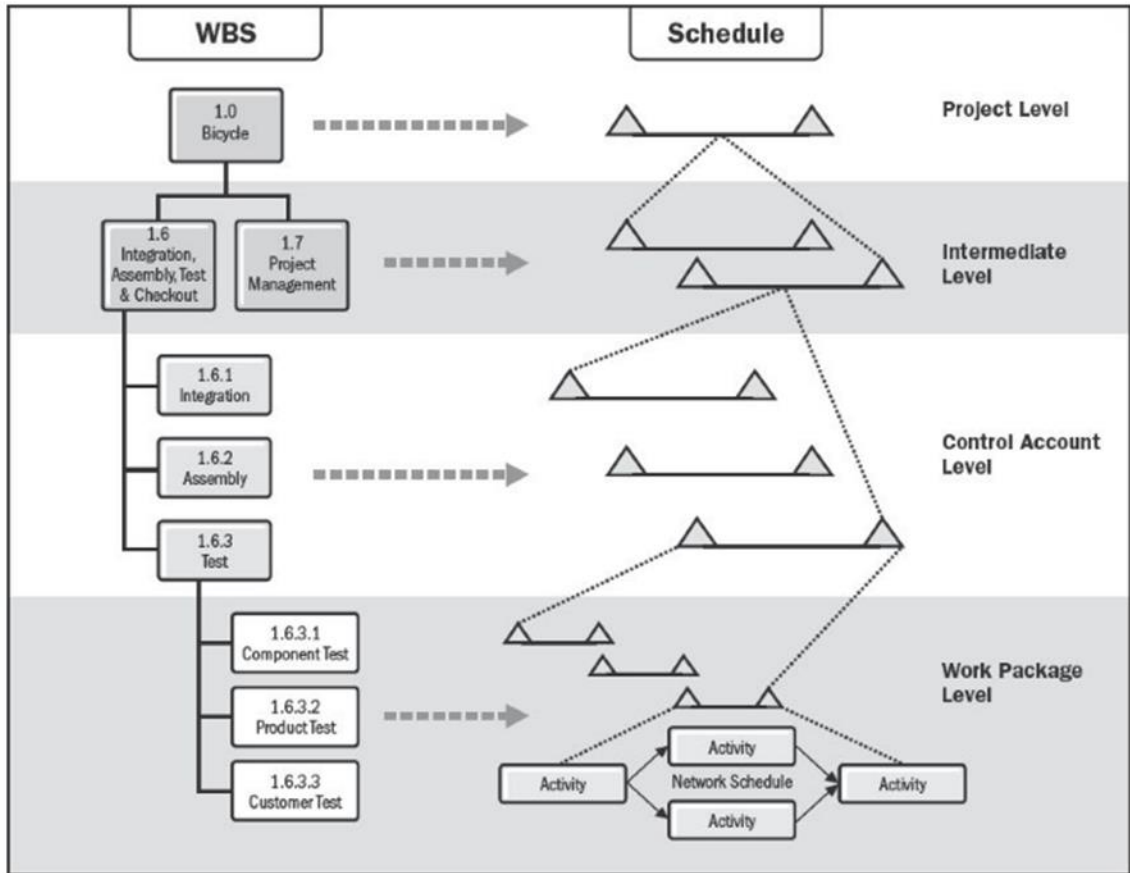 WBS
Schedule
1.0
Bicycle
Project Level
1.6
Integration,
Assembly, Test
& Checkout
1.7
Project
Management
Intermediate
Level
1.6.1
Integration
1.6.2
Assembly
1.6.3
Test
Control Account
Level
1.6.3.1
Component Test
1.6.3.2
Product Test
1.6.3.3
Customer Test
Work Package
Level
Activity
Activity
Network Schedule
Activity
Activity